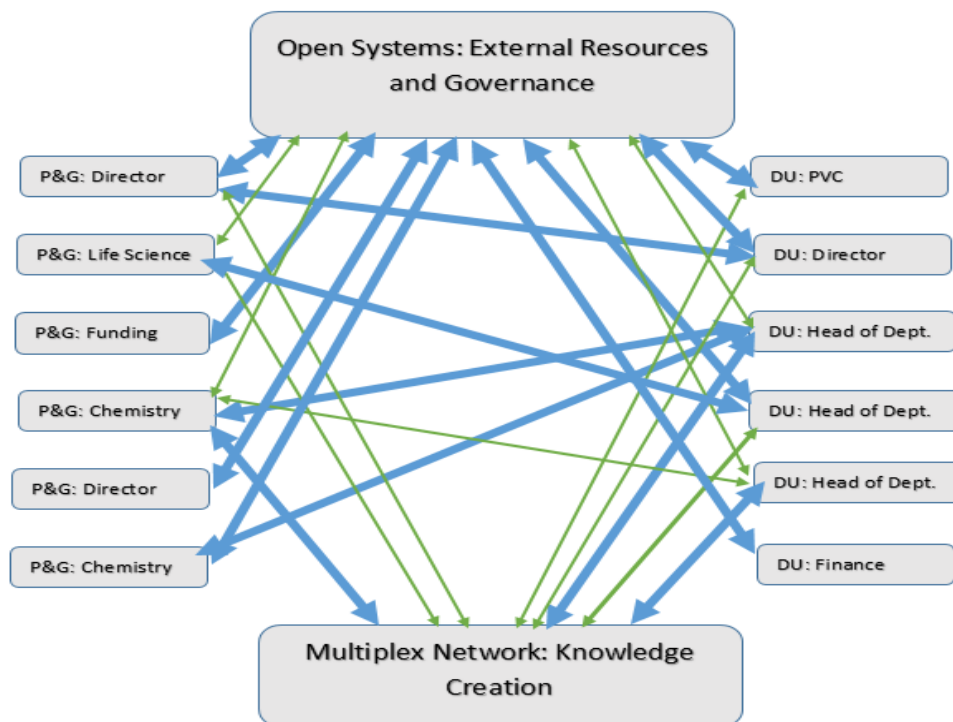 Open Systems: External Resources
and Governance
P&G: Director
P&G: Life Science
P&G: Funding
P&G: Chemistry
P&G: Director
P&G: Chemistry
DU: PVC
DU: Director
DU: Head of Dept.
DU: Head of Dept.
DU: Head of Dept.
DU: Finance
Multiplex Network: Knowledge
Creation